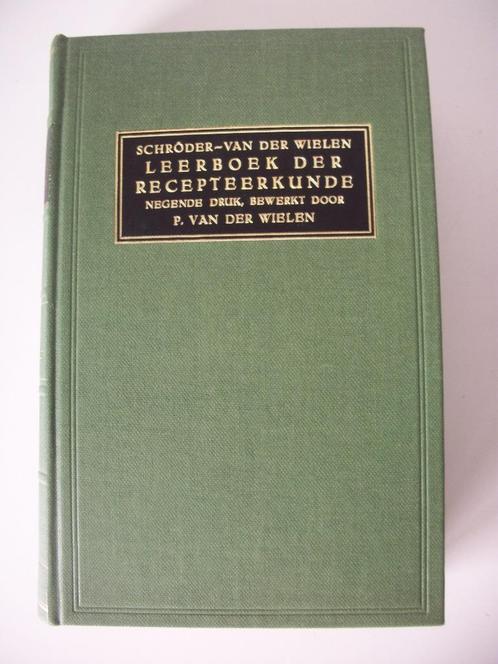 SCHRÖDER-VAN DER WIELEN
LEERBOEK DER
RECEPTEERKUNDE
NEGENDE DRUK, BEWERKT DOOR
P. VAN DER WIELEN